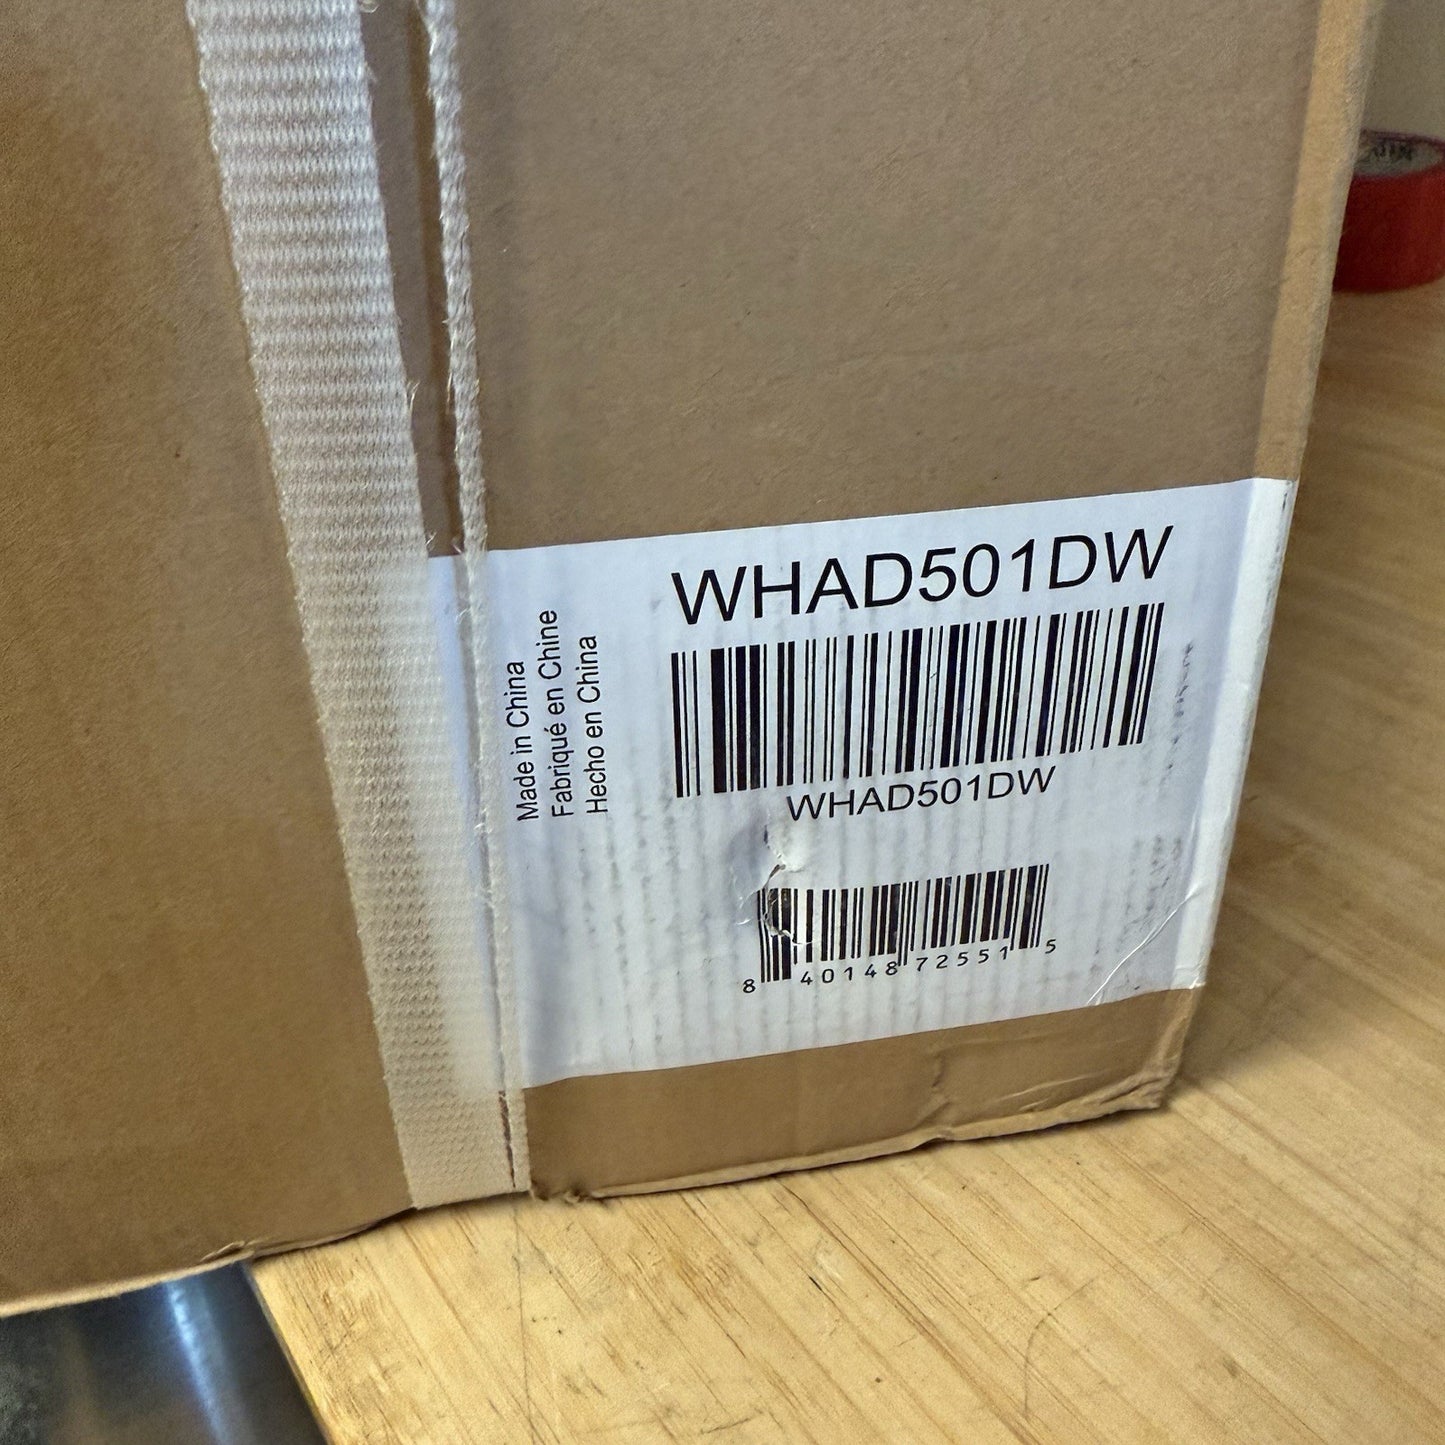 WHAD501DW
Made in China
Fabriqué en Chine
Hecho en China
WHAD501DW
8 40148 72551 5